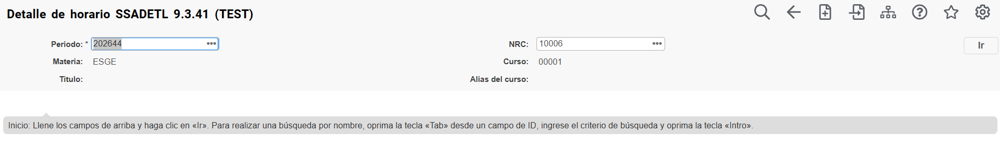 Detalle de horario SSADETL 9.3.41 (TEST)
Periodo: * 202644 ••• NRC: 10006 ••• Ir
Materia: ESGE Curso: 00001
Título: Alias del curso:
Inicio: Llene los campos de arriba y haga clic en «Ir». Para realizar una búsqueda por nombre, oprima la tecla «Tab» desde un campo de ID, ingrese el criterio de búsqueda y oprima la tecla «Intro».